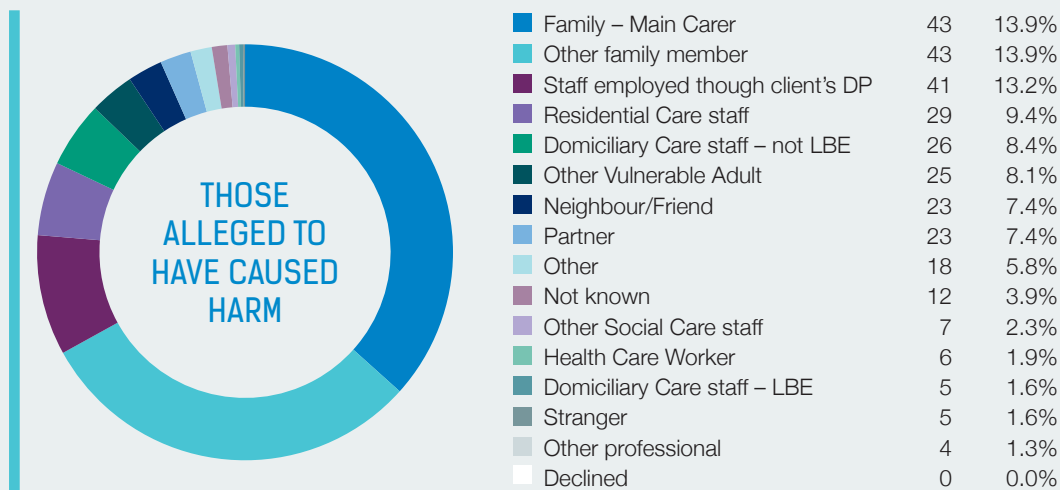 THOSE
ALLEGED TO
HAVE CAUSED
HARM
Family – Main Carer 43 13.9%
Other family member 43 13.9%
Staff employed though client's DP 41 13.2%
Residential Care staff 29 9.4%
Domiciliary Care staff – not LBE 26 8.4%
Other Vulnerable Adult 25 8.1%
Neighbour/Friend 23 7.4%
Partner 23 7.4%
Other 18 5.8%
Not known 12 3.9%
Other Social Care staff 7 2.3%
Health Care Worker 6 1.9%
Domiciliary Care staff – LBE 5 1.6%
Stranger 5 1.6%
Other professional 4 1.3%
Declined 0 0.0%